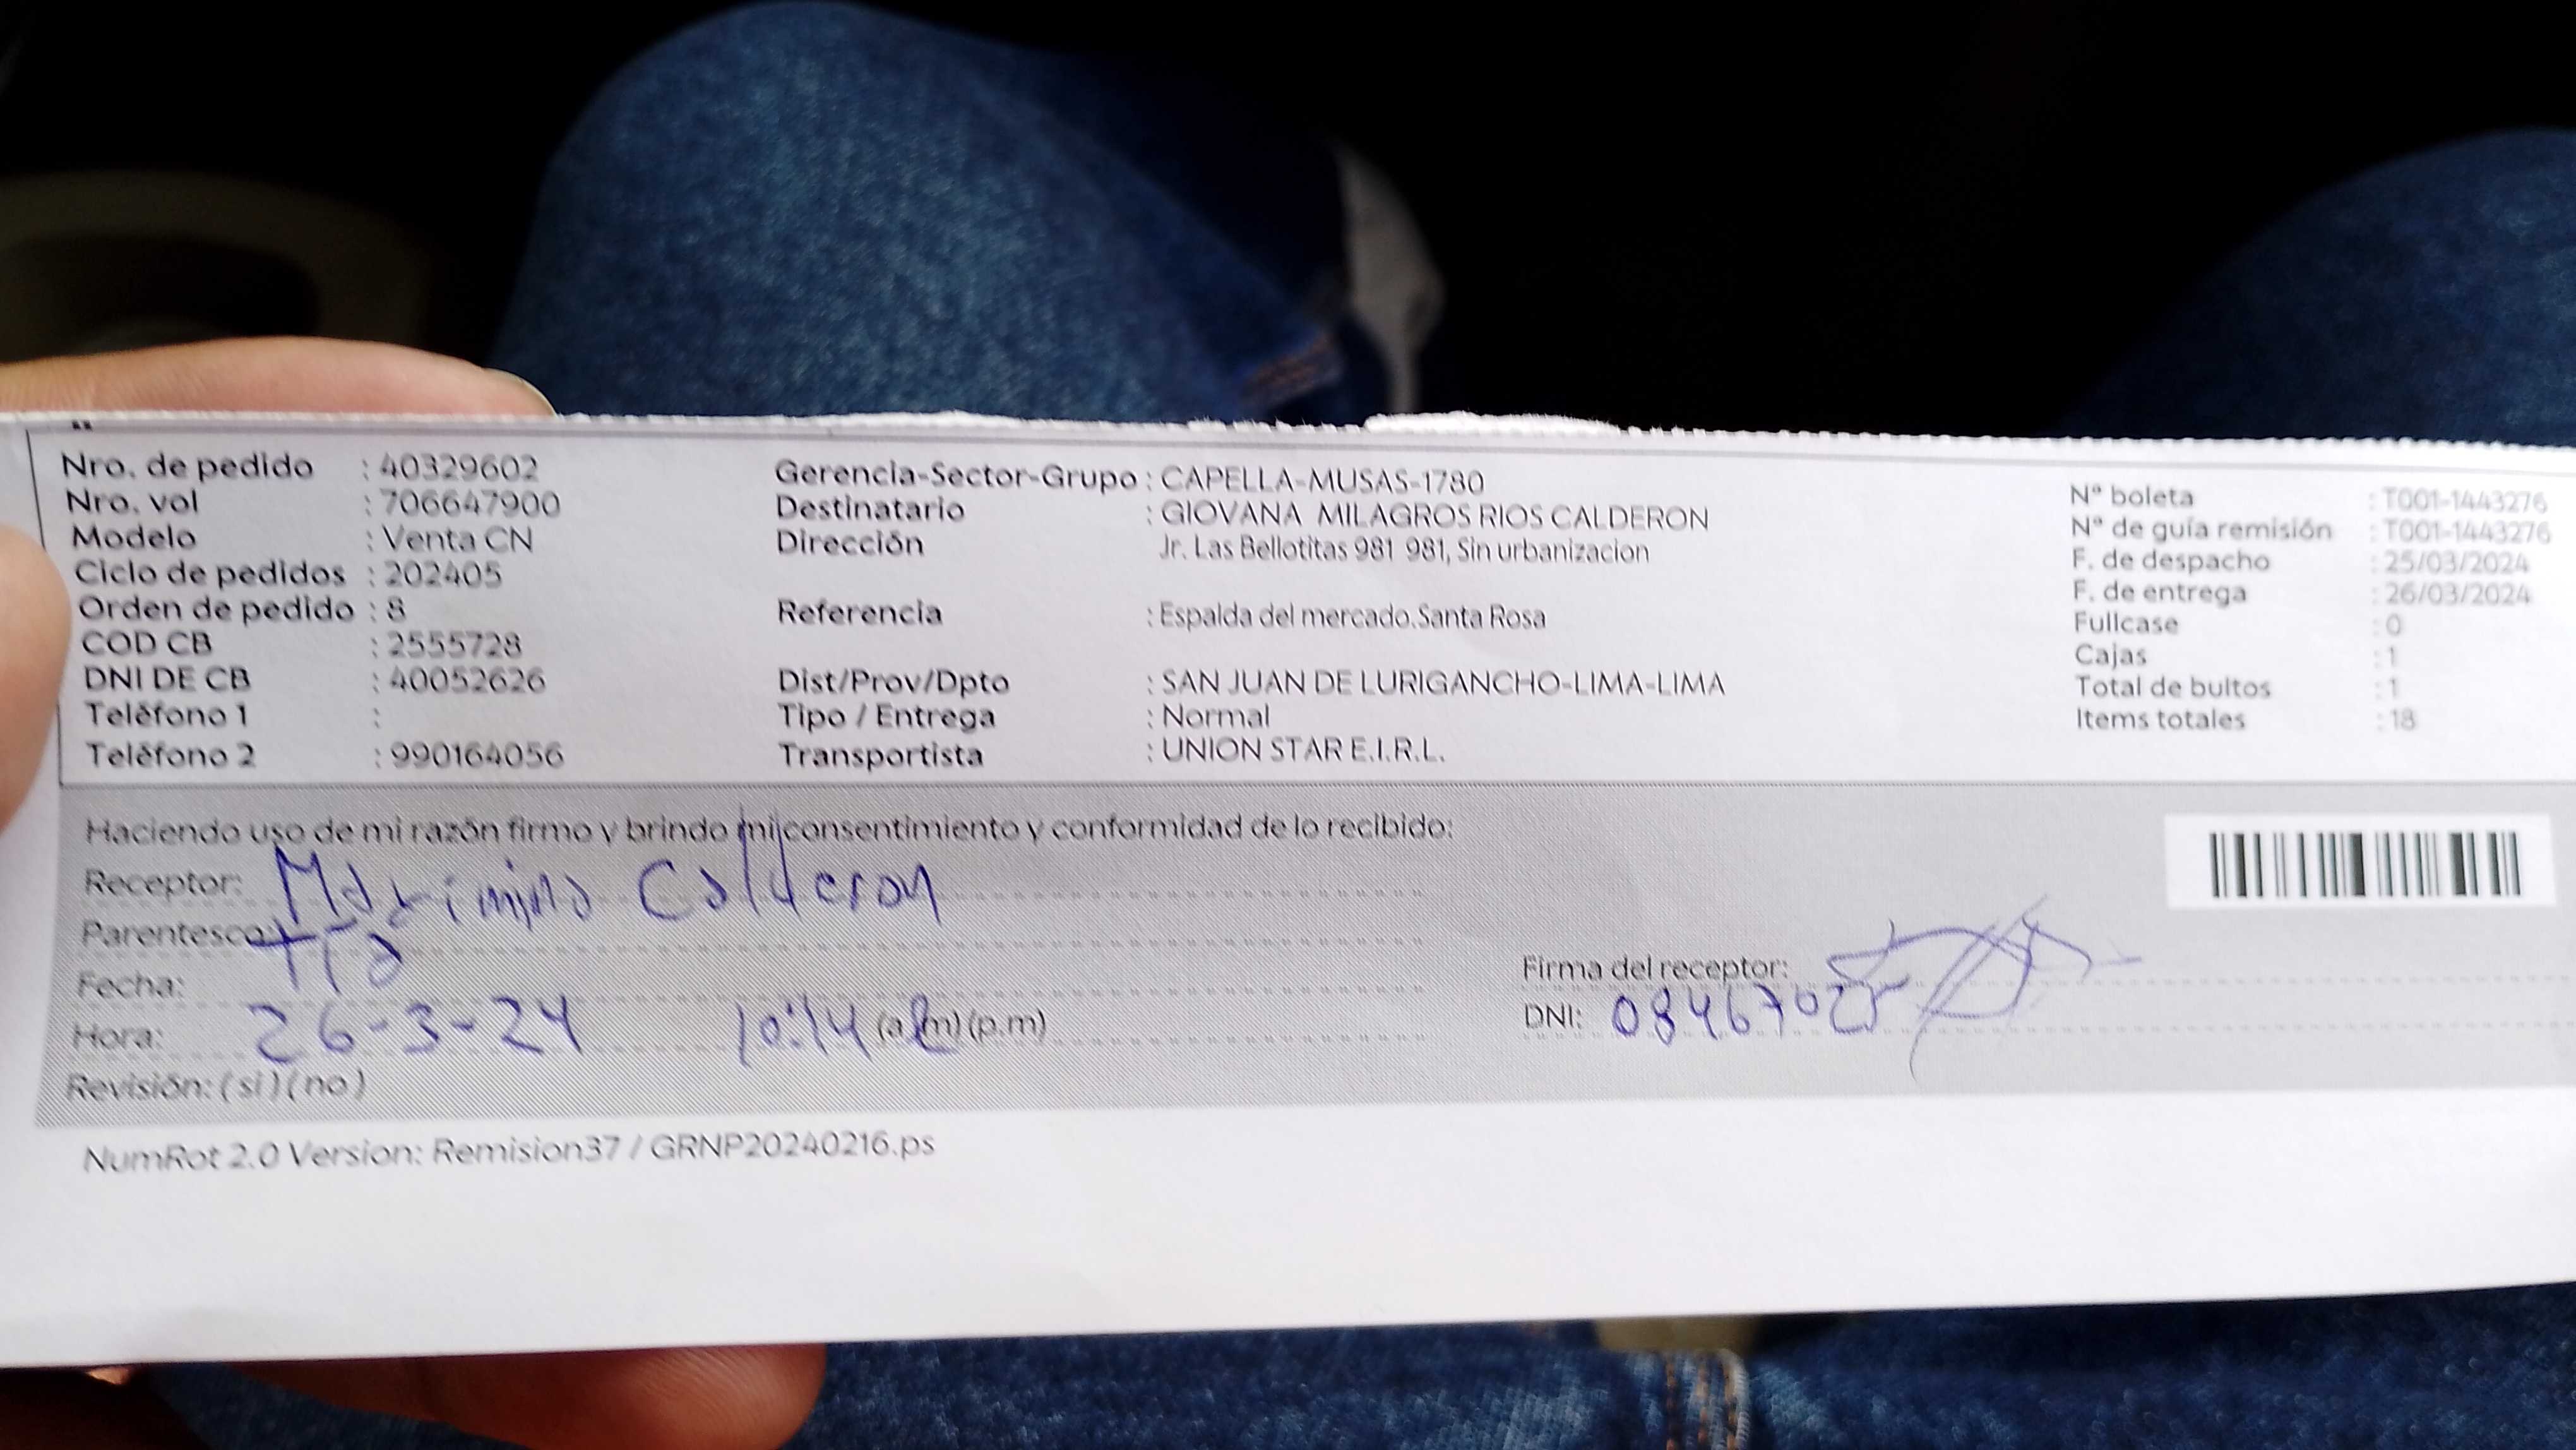 Nro. de pedido : 40329602
Nro. vol : 706647900
Modelo : Venta CN
Ciclo de pedidos : 202405
Orden de pedido : 8
COD CB : 2555728
DNI DE CB : 40052626
Teléfono 1 :
Teléfono 2 : 990164056
Gerencia-Sector-Grupo : CAPELLA-MUSAS-1780
Destinatario : GIOVANA MILAGROS RIOS CALDERON
Dirección Jr. Las Bellotitas 981 981, Sin urbanizacion
Referencia : Espalda del mercado.Santa Rosa
Dist/Prov/Dpto : SAN JUAN DE LURIGANCHO-LIMA-LIMA
Tipo / Entrega : Normal
Transportista : UNION STAR E.I.R.L.
N° boleta : T001-1443276
N° de guía remisión : T001-1443276
F. de despacho : 25/03/2024
F. de entrega : 26/03/2024
Fullcase : 0
Cajas : 1
Total de bultos : 1
Items totales : 18
Haciendo uso de mi razón firmo y brindo mi consentimiento y conformidad de lo recibido:
Receptor: Maximina Calderon
Parentesco: tía
Fecha:
Hora: 26-3-24 10:14 (a.m) (p.m)
Revisión: (si) (no)
Firma del receptor:
DNI:
NumRot 2.0 Version: Remision37 / GRNP20240216.ps